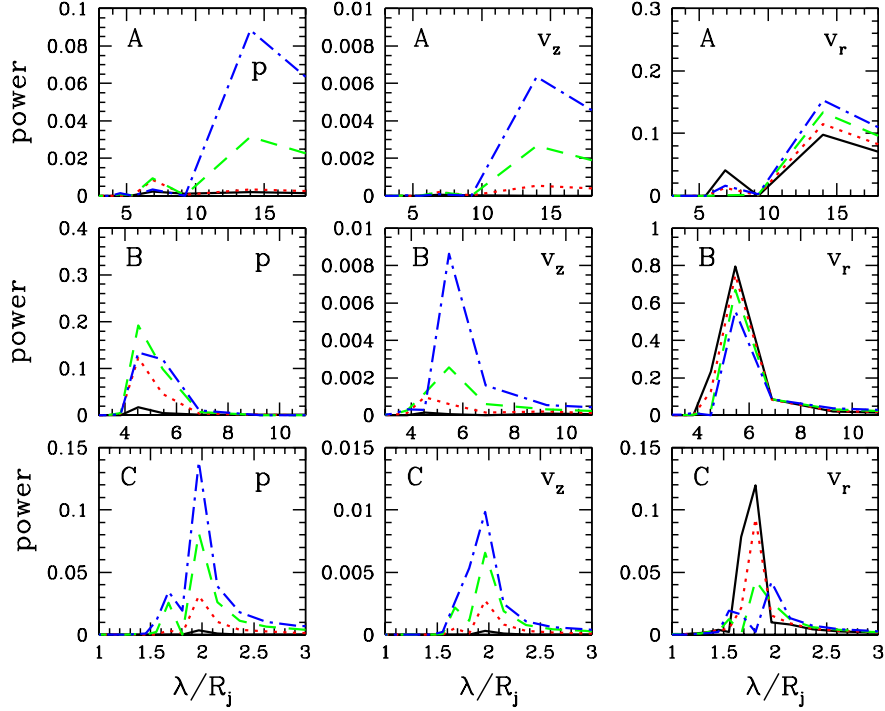 0.1 0.01 0.3
A p A v_z A v_r
0.08 0.008
0.06 0.006 0.2
power
0.04 0.004 0.1
0.02 0.002
0 0 0
5 10 15 5 10 15 5 10 15
0.4 0.01 1
B p B v_z B v_r
0.3 0.008 0.8
0.006 0.6
power
0.2 0.004 0.4
0.1 0.002 0.2
0 0 0
4 6 8 10 4 6 8 10 4 6 8 10
0.15 0.015 0.15
C p C v_z C v_r
0.1 0.01 0.1
power
0.05 0.005 0.05
0 0 0
1 1.5 2 2.5 3 1 1.5 2 2.5 3 1 1.5 2 2.5 3
λ/R_j λ/R_j λ/R_j